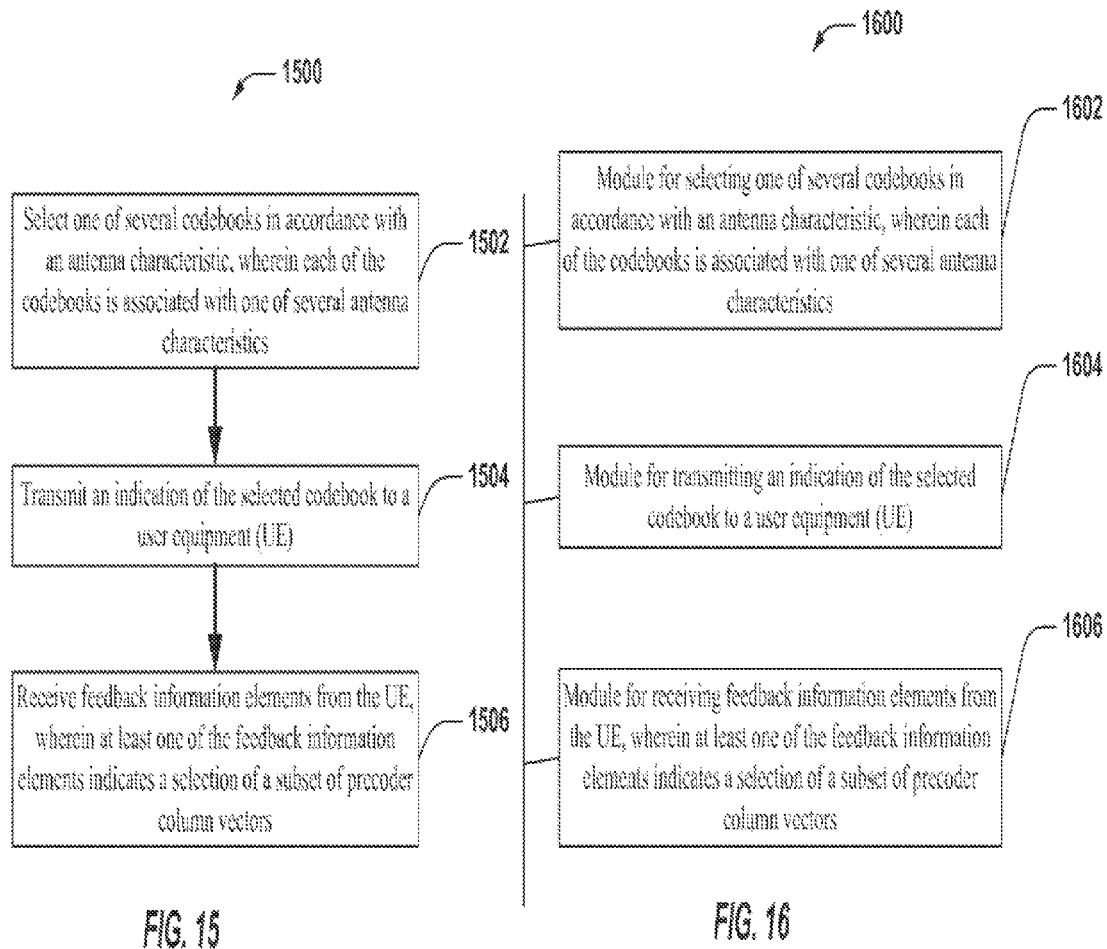 1500
Select one of several codebooks in accordance with
an antenna characteristic, wherein each of the
codebooks is associated with one of several antenna
characteristics
1502
Transmit an indication of the selected codebook to a
user equipment (UE)
1504
Receive feedback information elements from the UE,
wherein at least one of the feedback information
elements indicates a selection of a subset of precoder
column vectors
1506
FIG. 15
1600
1602
Module for selecting one of several codebooks in
accordance with an antenna characteristic, wherein each
of the codebooks is associated with one of several antenna
characteristics
1604
Module for transmitting an indication of the selected
codebook to a user equipment (UE)
1606
Module for receiving feedback information elements from
the UE, wherein at least one of the feedback information
elements indicates a selection of a subset of precoder
column vectors
FIG. 16